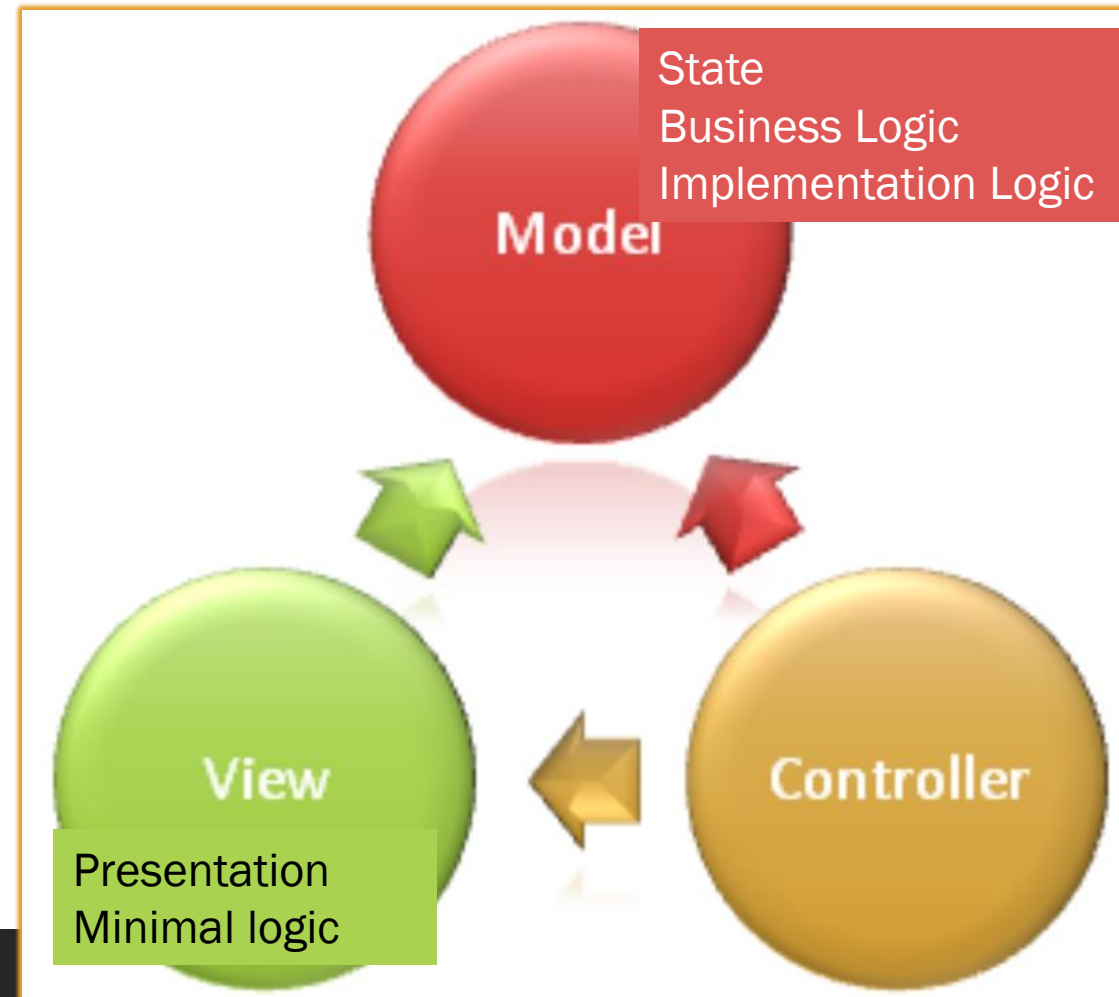 State
Business Logic
Implementation Logic
Model
View
Controller
Presentation
Minimal logic